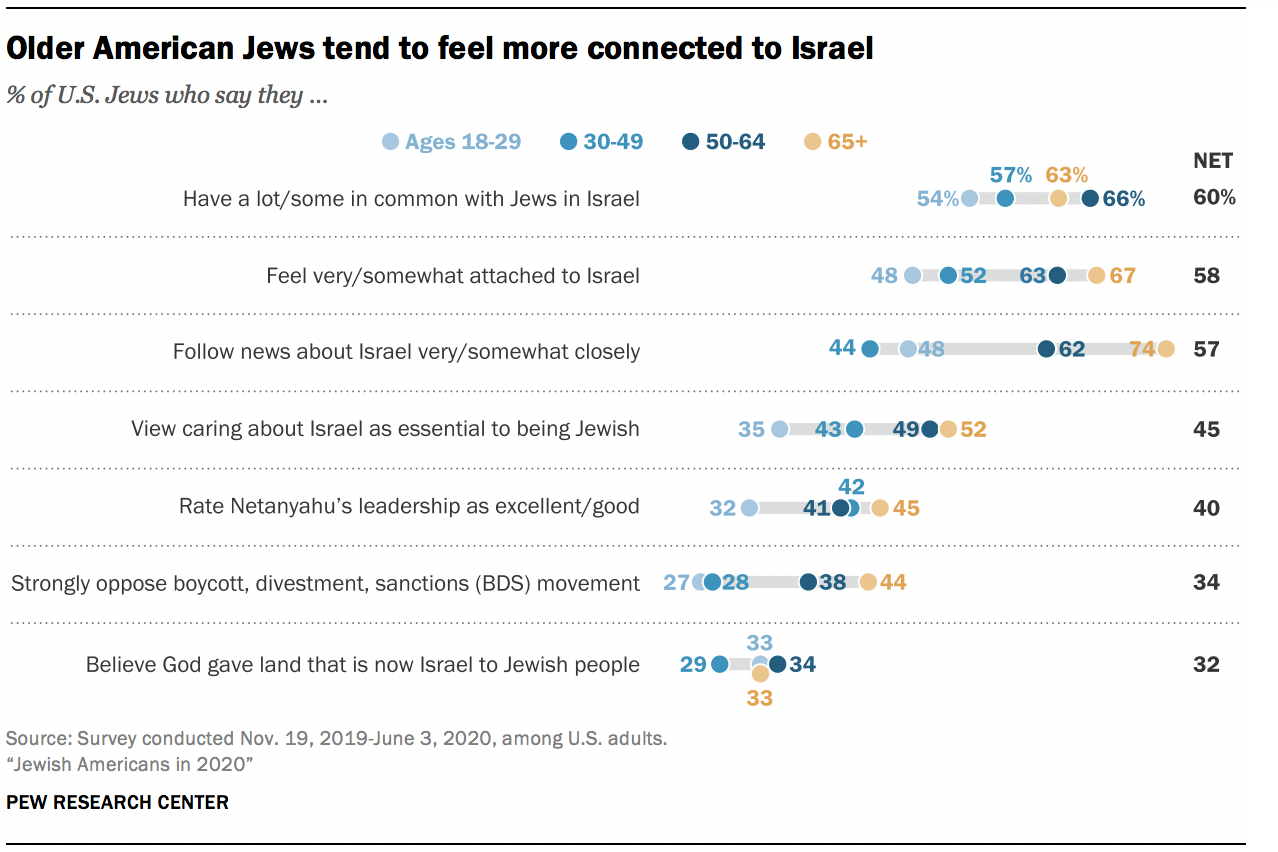 Older American Jews tend to feel more connected to Israel
% of U.S. Jews who say they ...
Ages 18-29 30-49 50-64 65+
NET
57% 63%
Have a lot/some in common with Jews in Israel 54% 66% 60%
Feel very/somewhat attached to Israel 48 52 63 67 58
Follow news about Israel very/somewhat closely 44 48 62 74 57
View caring about Israel as essential to being Jewish 35 43 49 52 45
42
Rate Netanyahu’s leadership as excellent/good 32 41 45 40
Strongly oppose boycott, divestment, sanctions (BDS) movement 27 28 38 44 34
33
Believe God gave land that is now Israel to Jewish people 29 34 32
33
Source: Survey conducted Nov. 19, 2019-June 3, 2020, among U.S. adults.
“Jewish Americans in 2020”
PEW RESEARCH CENTER